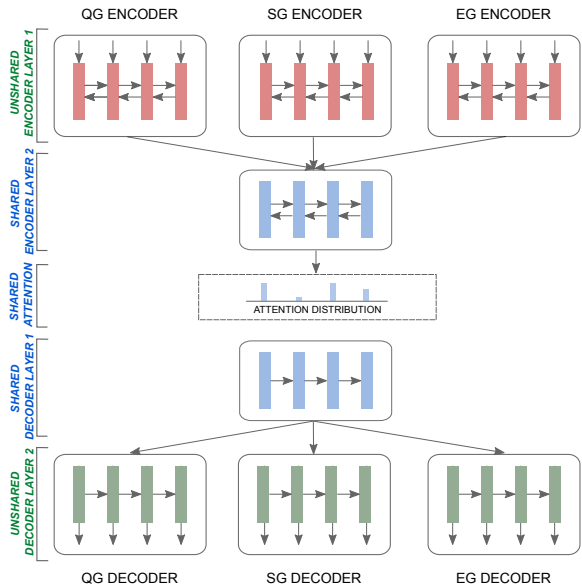 QG ENCODER
SG ENCODER
EG ENCODER
UNSHARED
ENCODER LAYER 1
SHARED
ENCODER LAYER 2
SHARED
ATTENTION
ATTENTION DISTRIBUTION
SHARED
DECODER LAYER 1
UNSHARED
DECODER LAYER 2
QG DECODER
SG DECODER
EG DECODER